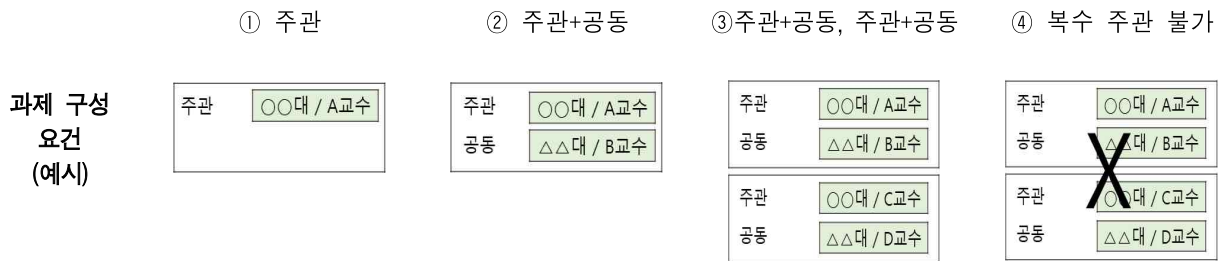 ① 주관
② 주관+공동
③주관+공동, 주관+공동
④ 복수 주관 불가
과제 구성
요건
(예시)
주관 ○○대 / A교수
주관 ○○대 / A교수
공동 △△대 / B교수
주관 ○○대 / A교수
공동 △△대 / B교수
주관 ○○대 / C교수
공동 △△대 / D교수
주관 ○○대 / A교수
공동 △△대 / B교수
X
주관 ○○대 / C교수
공동 △△대 / D교수